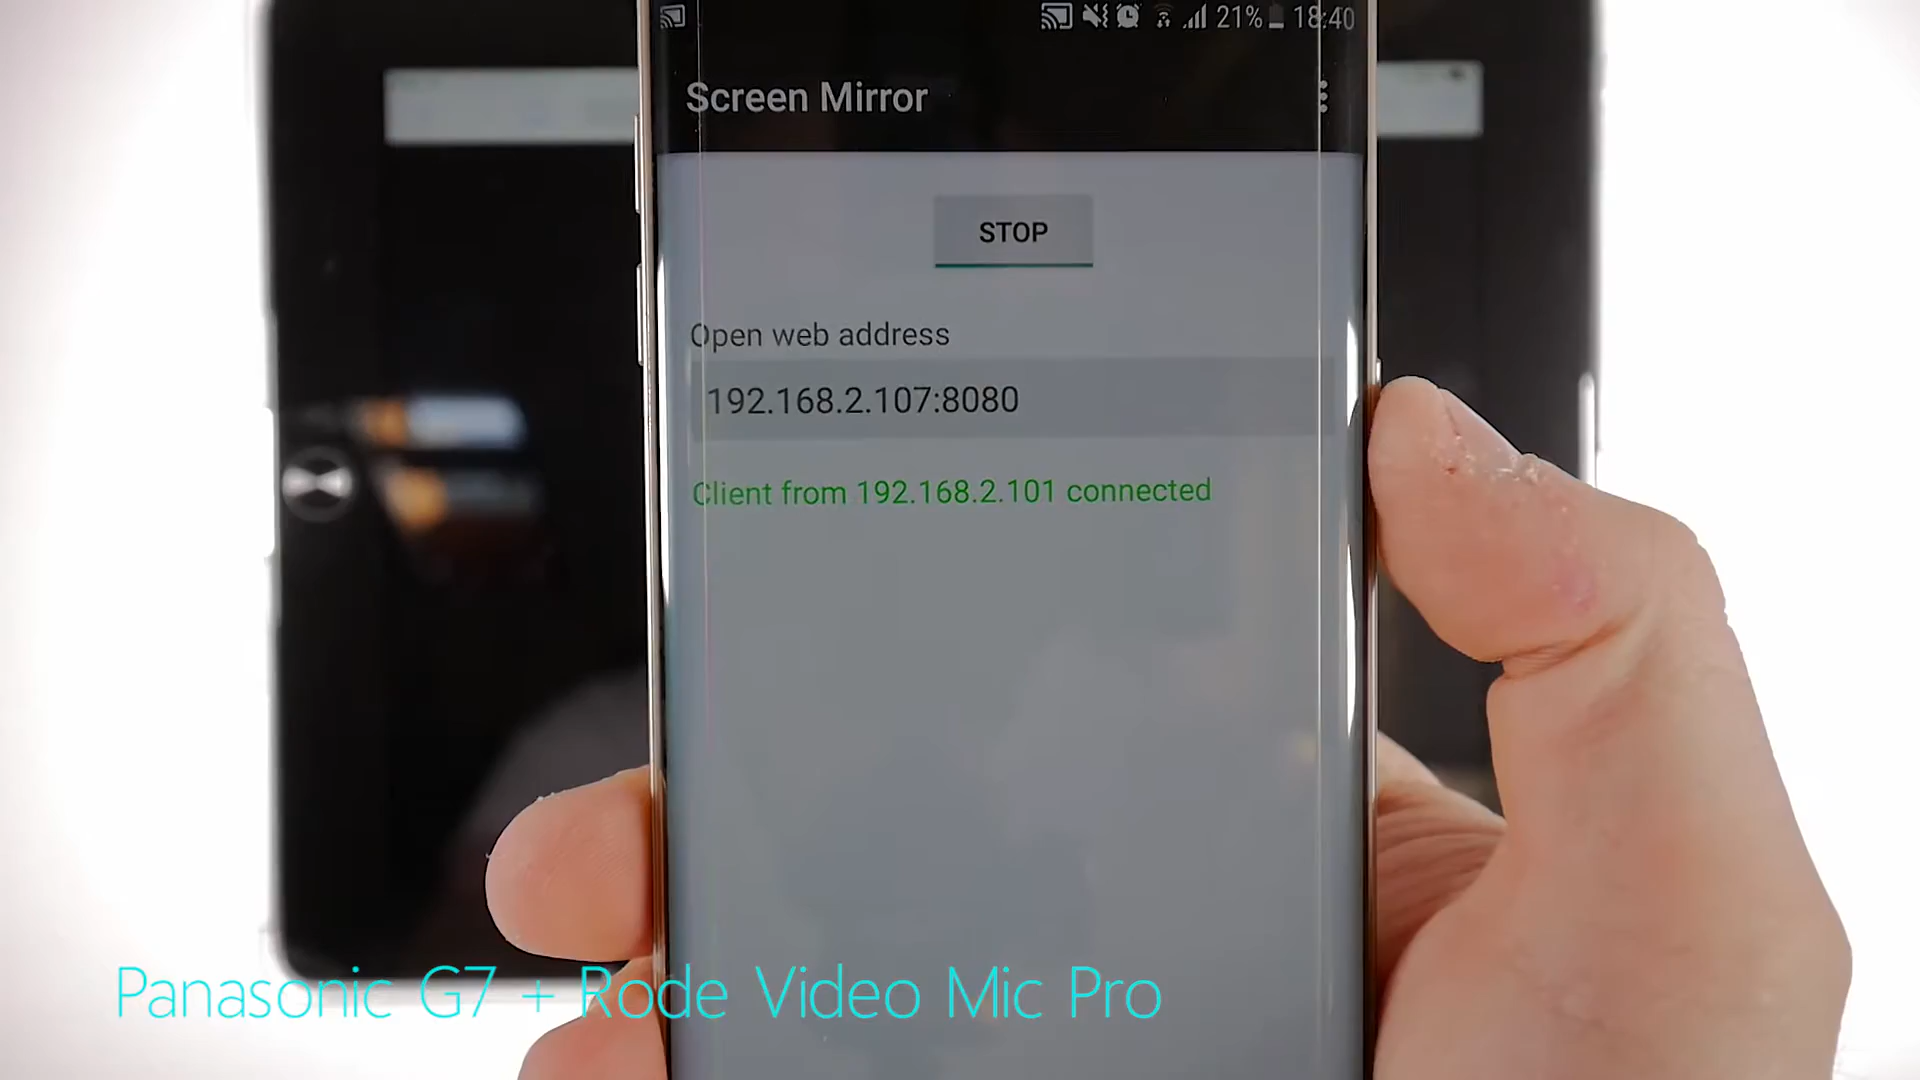 21% 18:40
Screen Mirror
STOP
Open web address
192.168.2.107:8080
Client from 192.168.2.101 connected
Panasonic G7 + Rode Video Mic Pro